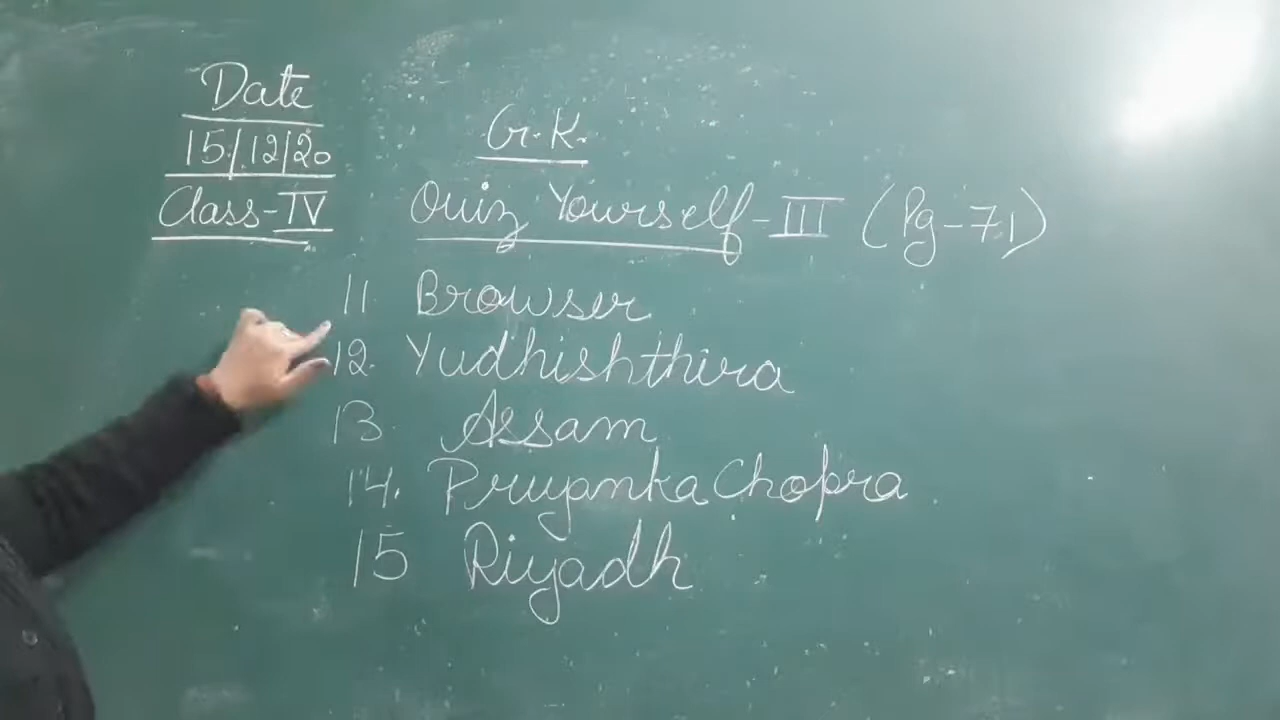 Date
15/12/20
Class-IV
G.K.
Quiz Yourself-III (Pg-71)
11 Browser
12. Yudhishthira
13. Assam
14. Priyanka Chopra
15 Riyadh